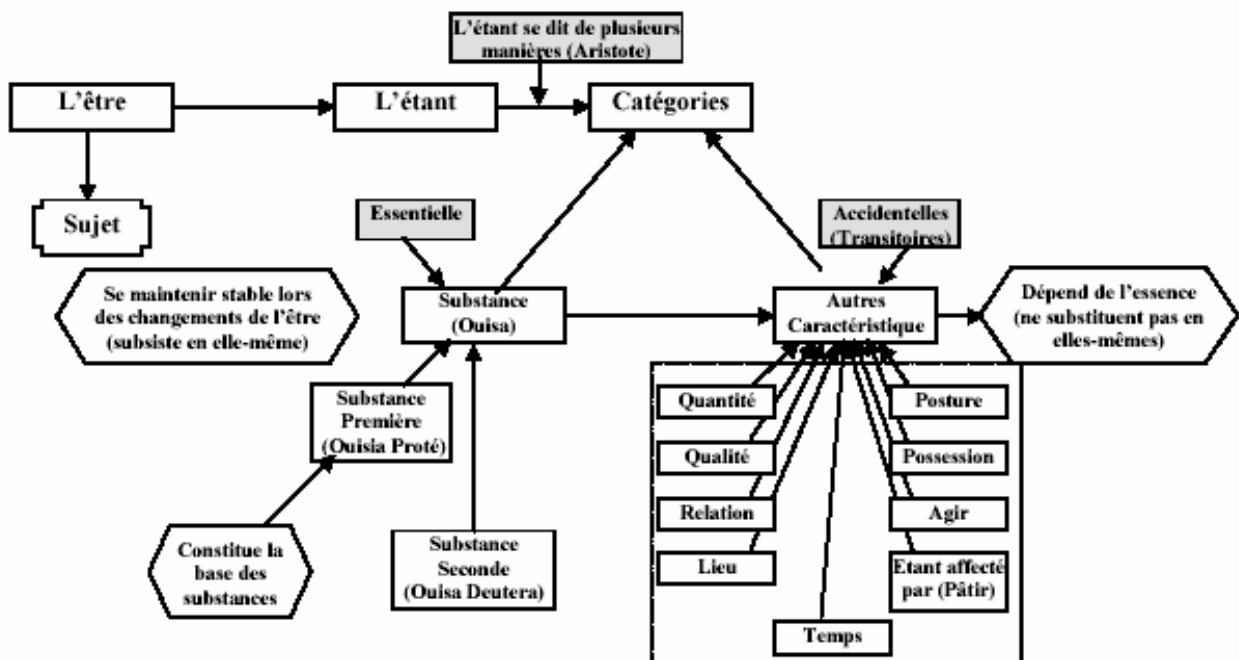 L'étant se dit de plusieurs
manières (Aristote)
L'être
L'étant
Catégories
Sujet
Essentielle
Accidentelles
(Transitoires)
Se maintenir stable lors
des changements de l'être
(subsiste en elle-même)
Substance
(Ouisa)
Autres
Caractéristique
Dépend de l'essence
(ne substituent pas en
elles-mêmes)
Substance
Première
(Ouisia Proté)
Quantité
Posture
Qualité
Possession
Relation
Agir
Constitue la
base des
substances
Substance
Seconde
(Ouisa Deutera)
Lieu
Etant affecté
par (Pâtir)
Temps